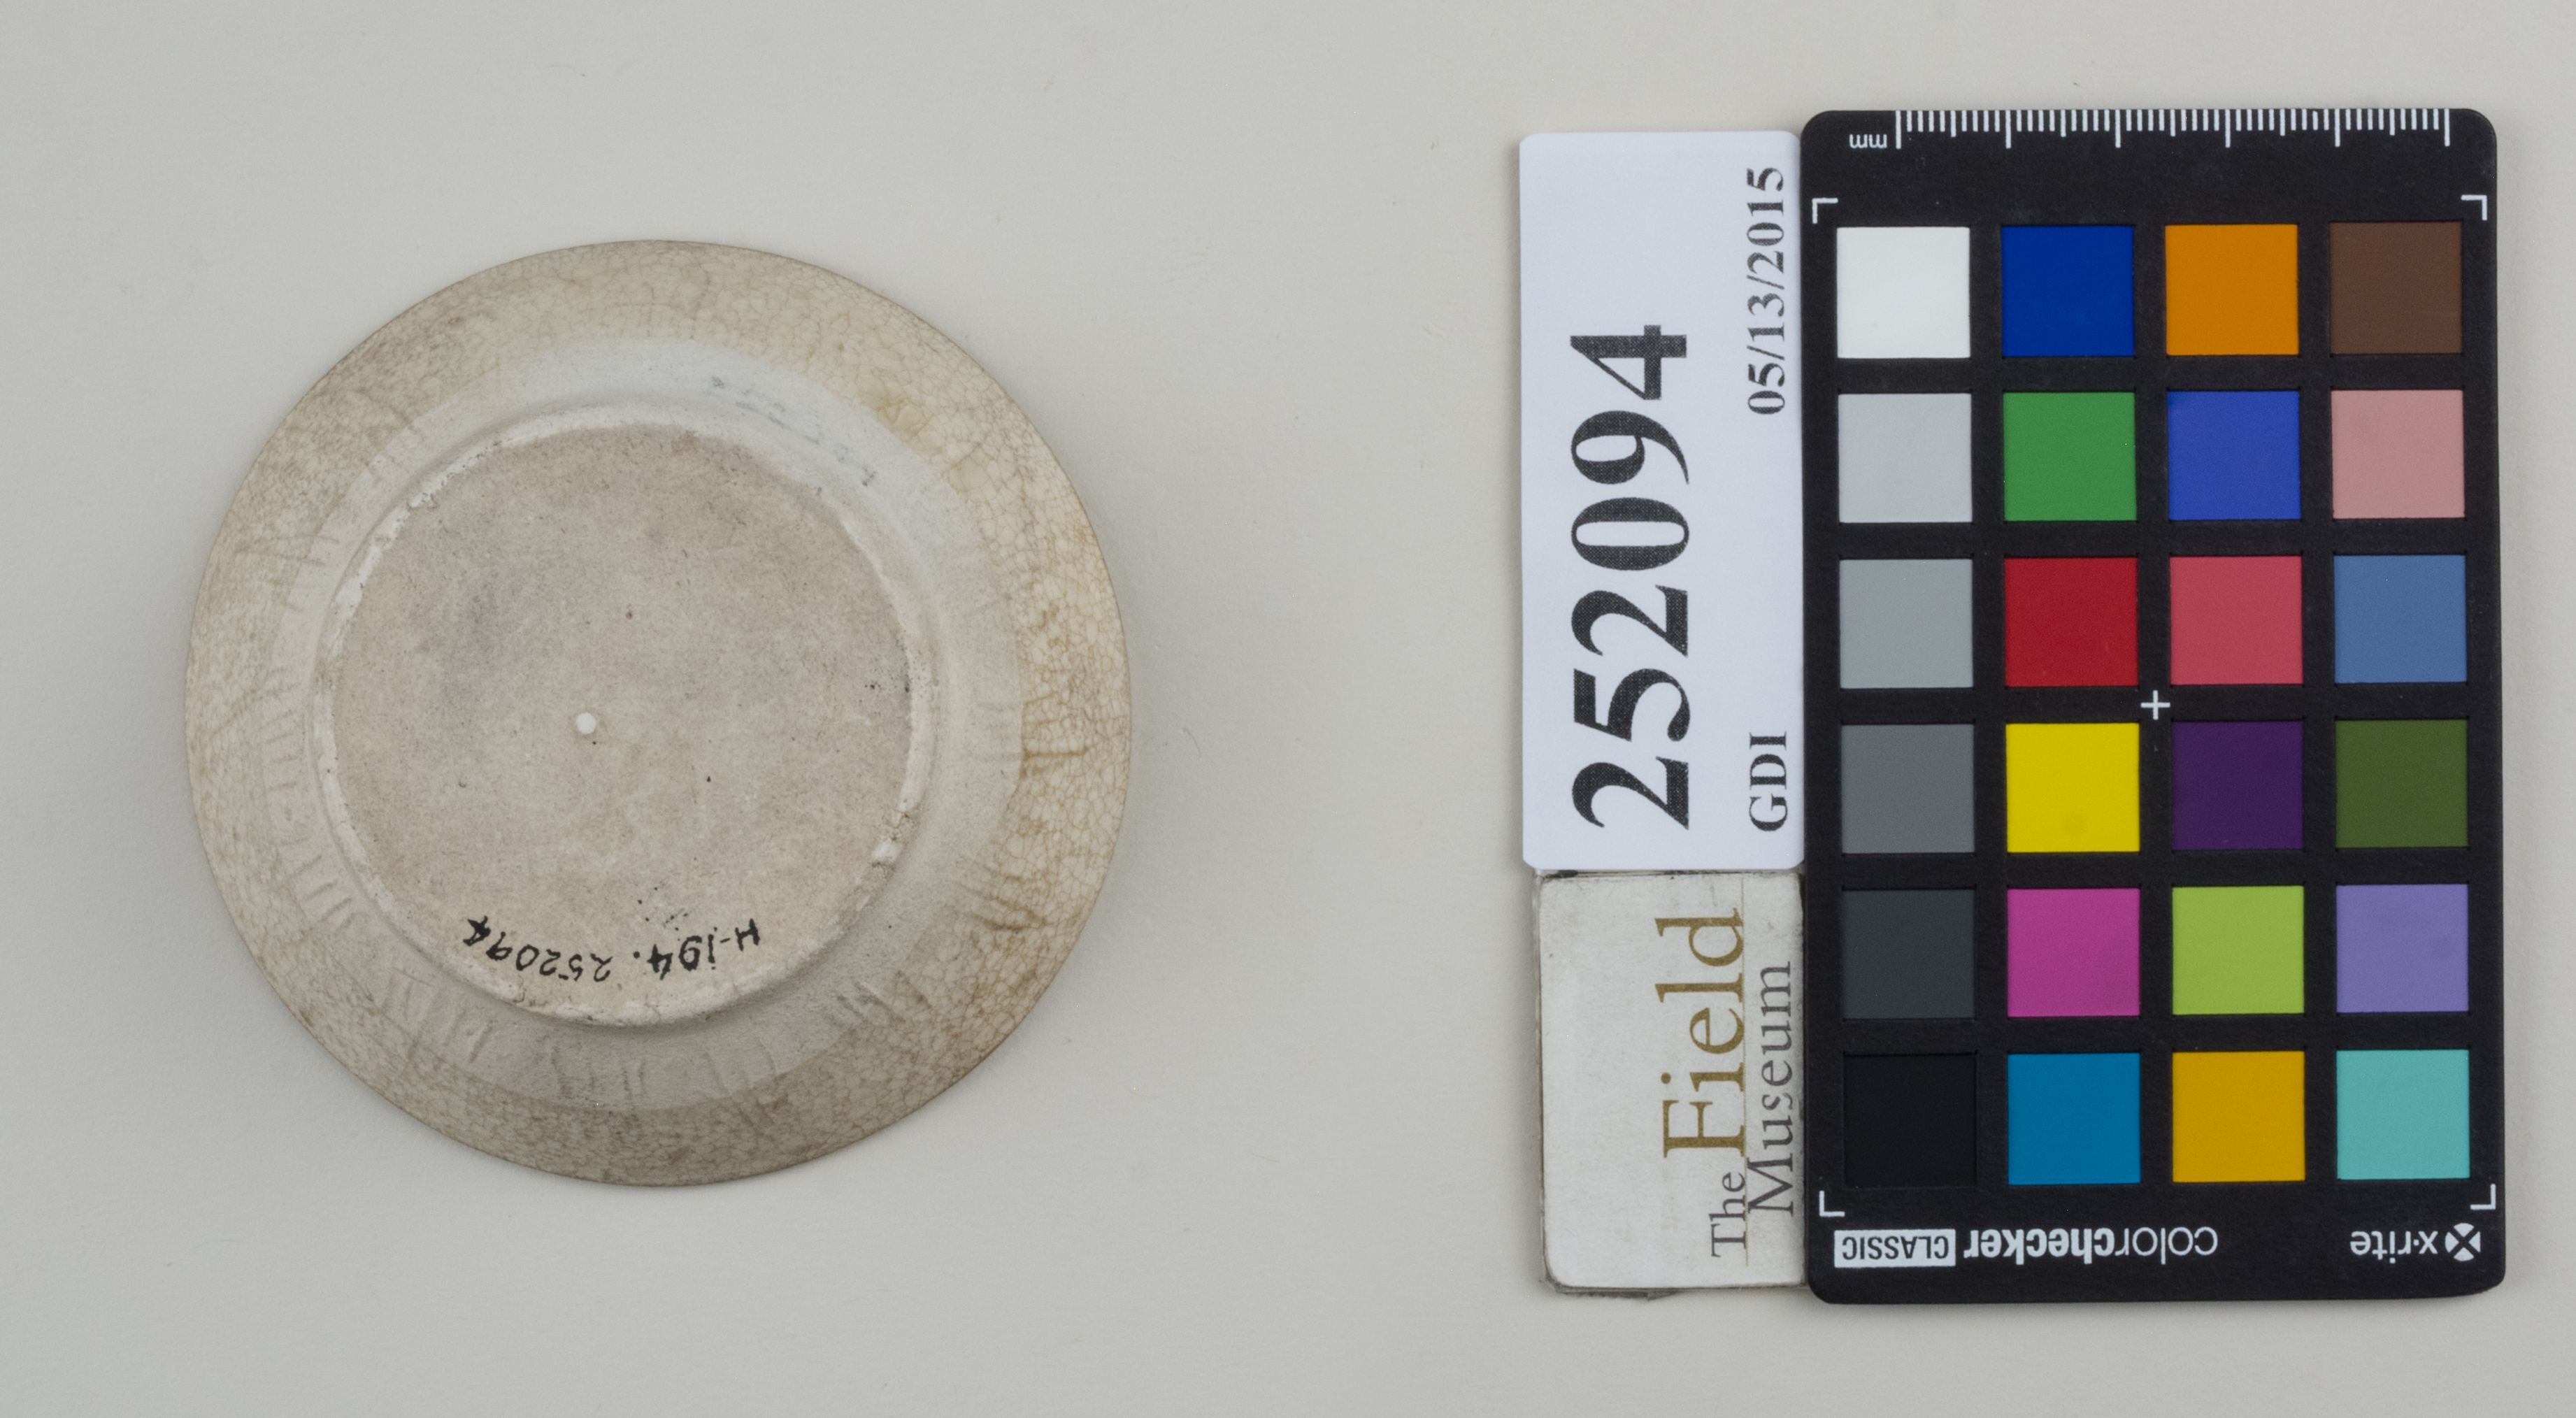 H-194. 252094
252094
GDI 05/13/2015
The Field
Museum
mm
x-rite
colorchecker CLASSIC